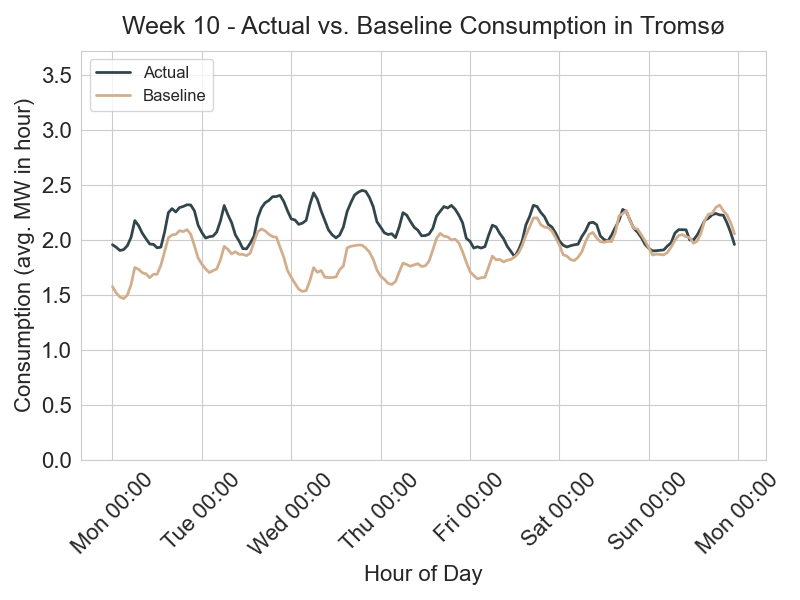 Week 10 - Actual vs. Baseline Consumption in Tromsø
Actual
Baseline
Consumption (avg. MW in hour)
3.5
3.0
2.5
2.0
1.5
1.0
0.5
0.0
Mon 00:00
Tue 00:00
Wed 00:00
Thu 00:00
Fri 00:00
Sat 00:00
Sun 00:00
Mon 00:00
Hour of Day